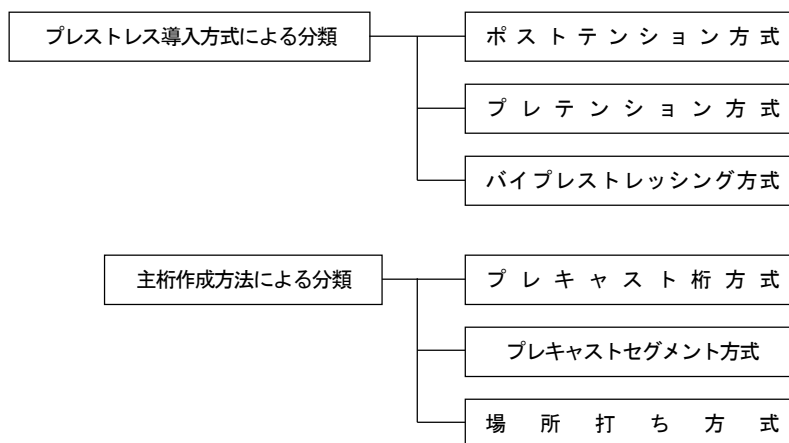 プレストレス導入方式による分類
ポストテンション方式
プレテンション方式
バイプレストレッシング方式
主桁作成方法による分類
プレキャスト桁方式
プレキャストセグメント方式
場所打ち方式